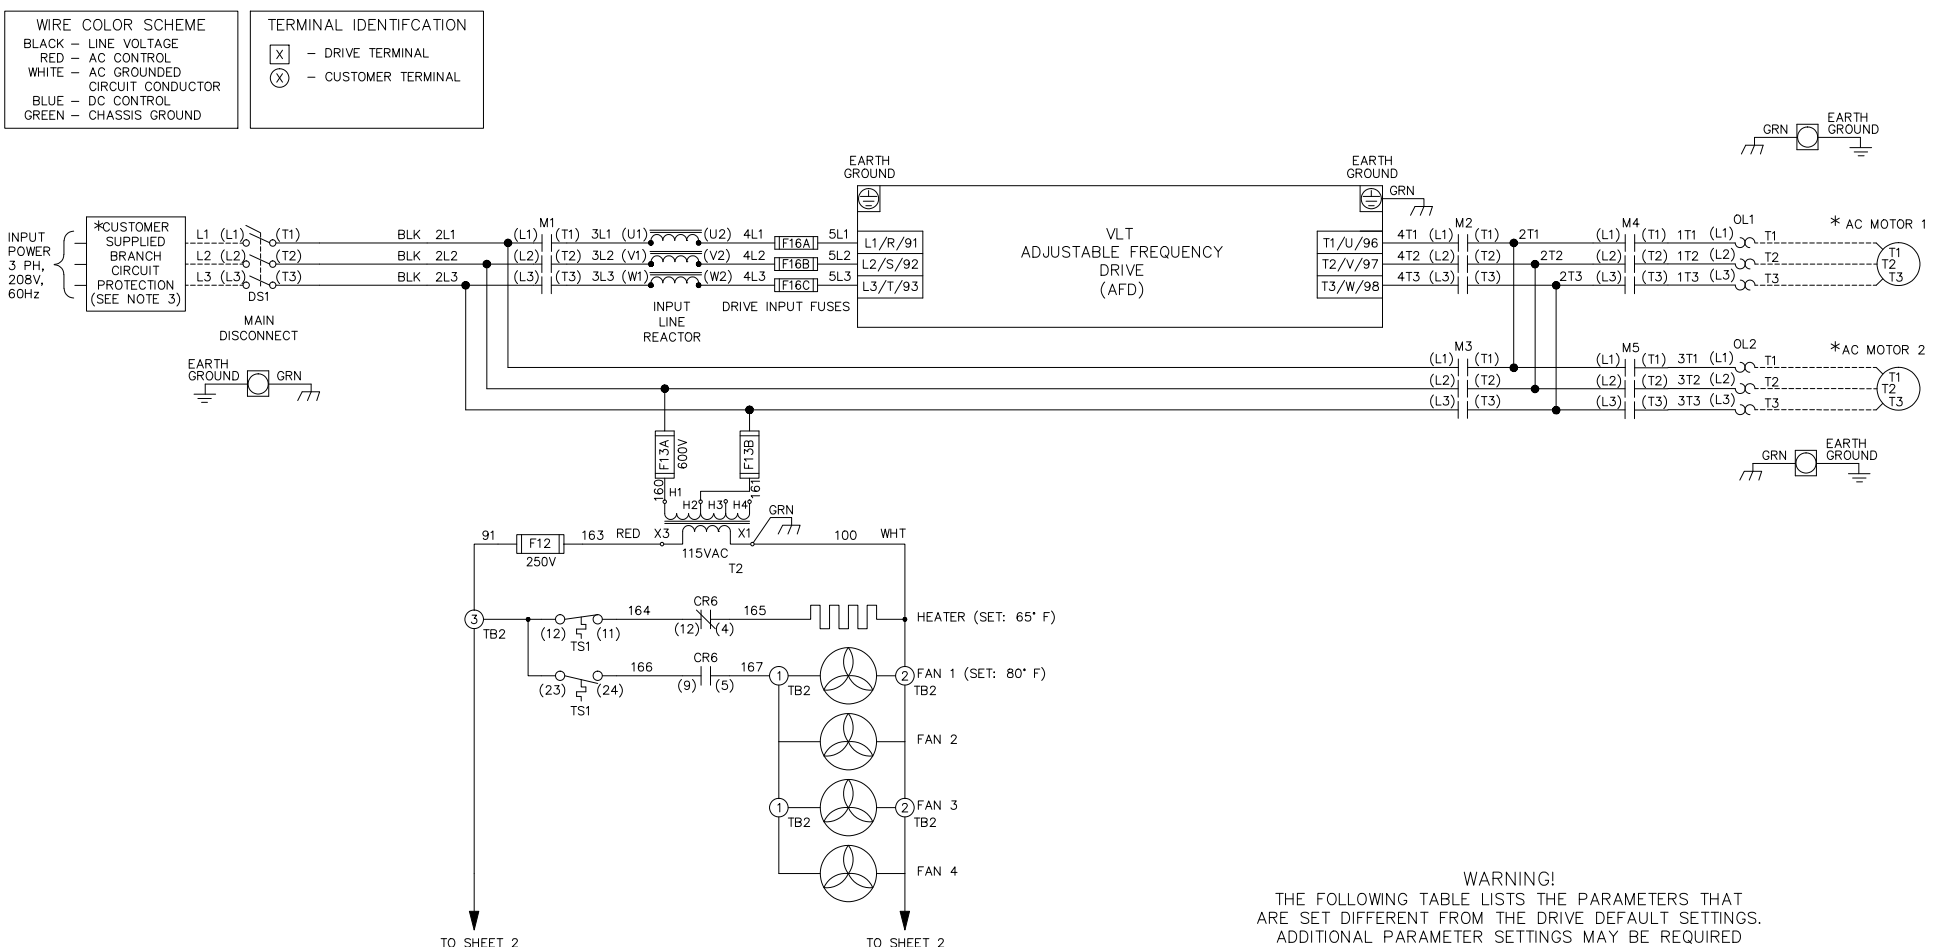 WIRE COLOR SCHEME
BLACK – LINE VOLTAGE
RED – AC CONTROL
WHITE – AC GROUNDED
CIRCUIT CONDUCTOR
BLUE – DC CONTROL
GREEN – CHASSIS GROUND
TERMINAL IDENTIFCATION
X – DRIVE TERMINAL
X – CUSTOMER TERMINAL
GRN
EARTH
GROUND
INPUT
POWER
3 PH,
208V,
60Hz
*CUSTOMER
SUPPLIED
BRANCH
CIRCUIT
PROTECTION
(SEE NOTE 3)
L1 (L1) (T1)
L2 (L2) (T2)
L3 (L3) (T3)
DS1
MAIN
DISCONNECT
EARTH
GROUND
GRN
BLK 2L1
BLK 2L2
BLK 2L3
M1
(L1) (T1) 3L1 (U1) (U2) 4L1 F16A 5L1
(L2) (T2) 3L2 (V1) (V2) 4L2 F16B 5L2
(L3) (T3) 3L3 (W1) (W2) 4L3 F16C 5L3
INPUT
LINE
REACTOR
DRIVE INPUT FUSES
EARTH
GROUND
L1/R/91
L2/S/92
L3/T/93
VLT
ADJUSTABLE FREQUENCY
DRIVE
(AFD)
EARTH
GROUND
GRN
T1/U/96
T2/V/97
T3/W/98
M2
4T1 (L1) (T1) 2T1
4T2 (L2) (T2) 2T2
4T3 (L3) (T3) 2T3
M4
(L1) (T1) 1T1 (L1) T1
(L2) (T2) 1T2 (L2) T2
(L3) (T3) 1T3 (L3) T3
OL1
* AC MOTOR 1
T1
T2
T3
M3
(L1) (T1)
(L2) (T2)
(L3) (T3)
M5
(L1) (T1) 3T1 (L1) T1
(L2) (T2) 3T2 (L2) T2
(L3) (T3) 3T3 (L3) T3
OL2
*AC MOTOR 2
T1
T2
T3
GRN
EARTH
GROUND
F13A
600V
F13B
160
H1
H2 H3 H4
161
GRN
91 F12 163 RED X3 X1 100 WHT
250V
115VAC
T2
3
TB2
(12) (11)
TS1
164
CR6
(12) (4)
165
HEATER (SET: 65° F)
(23) (24)
TS1
166
CR6
(9) (5)
167
1
TB2
2
TB2
FAN 1 (SET: 80° F)
FAN 2
1
TB2
2
TB2
FAN 3
FAN 4
TO SHEET 2
TO SHEET 2
WARNING!
THE FOLLOWING TABLE LISTS THE PARAMETERS THAT
ARE SET DIFFERENT FROM THE DRIVE DEFAULT SETTINGS.
ADDITIONAL PARAMETER SETTINGS MAY BE REQUIRED